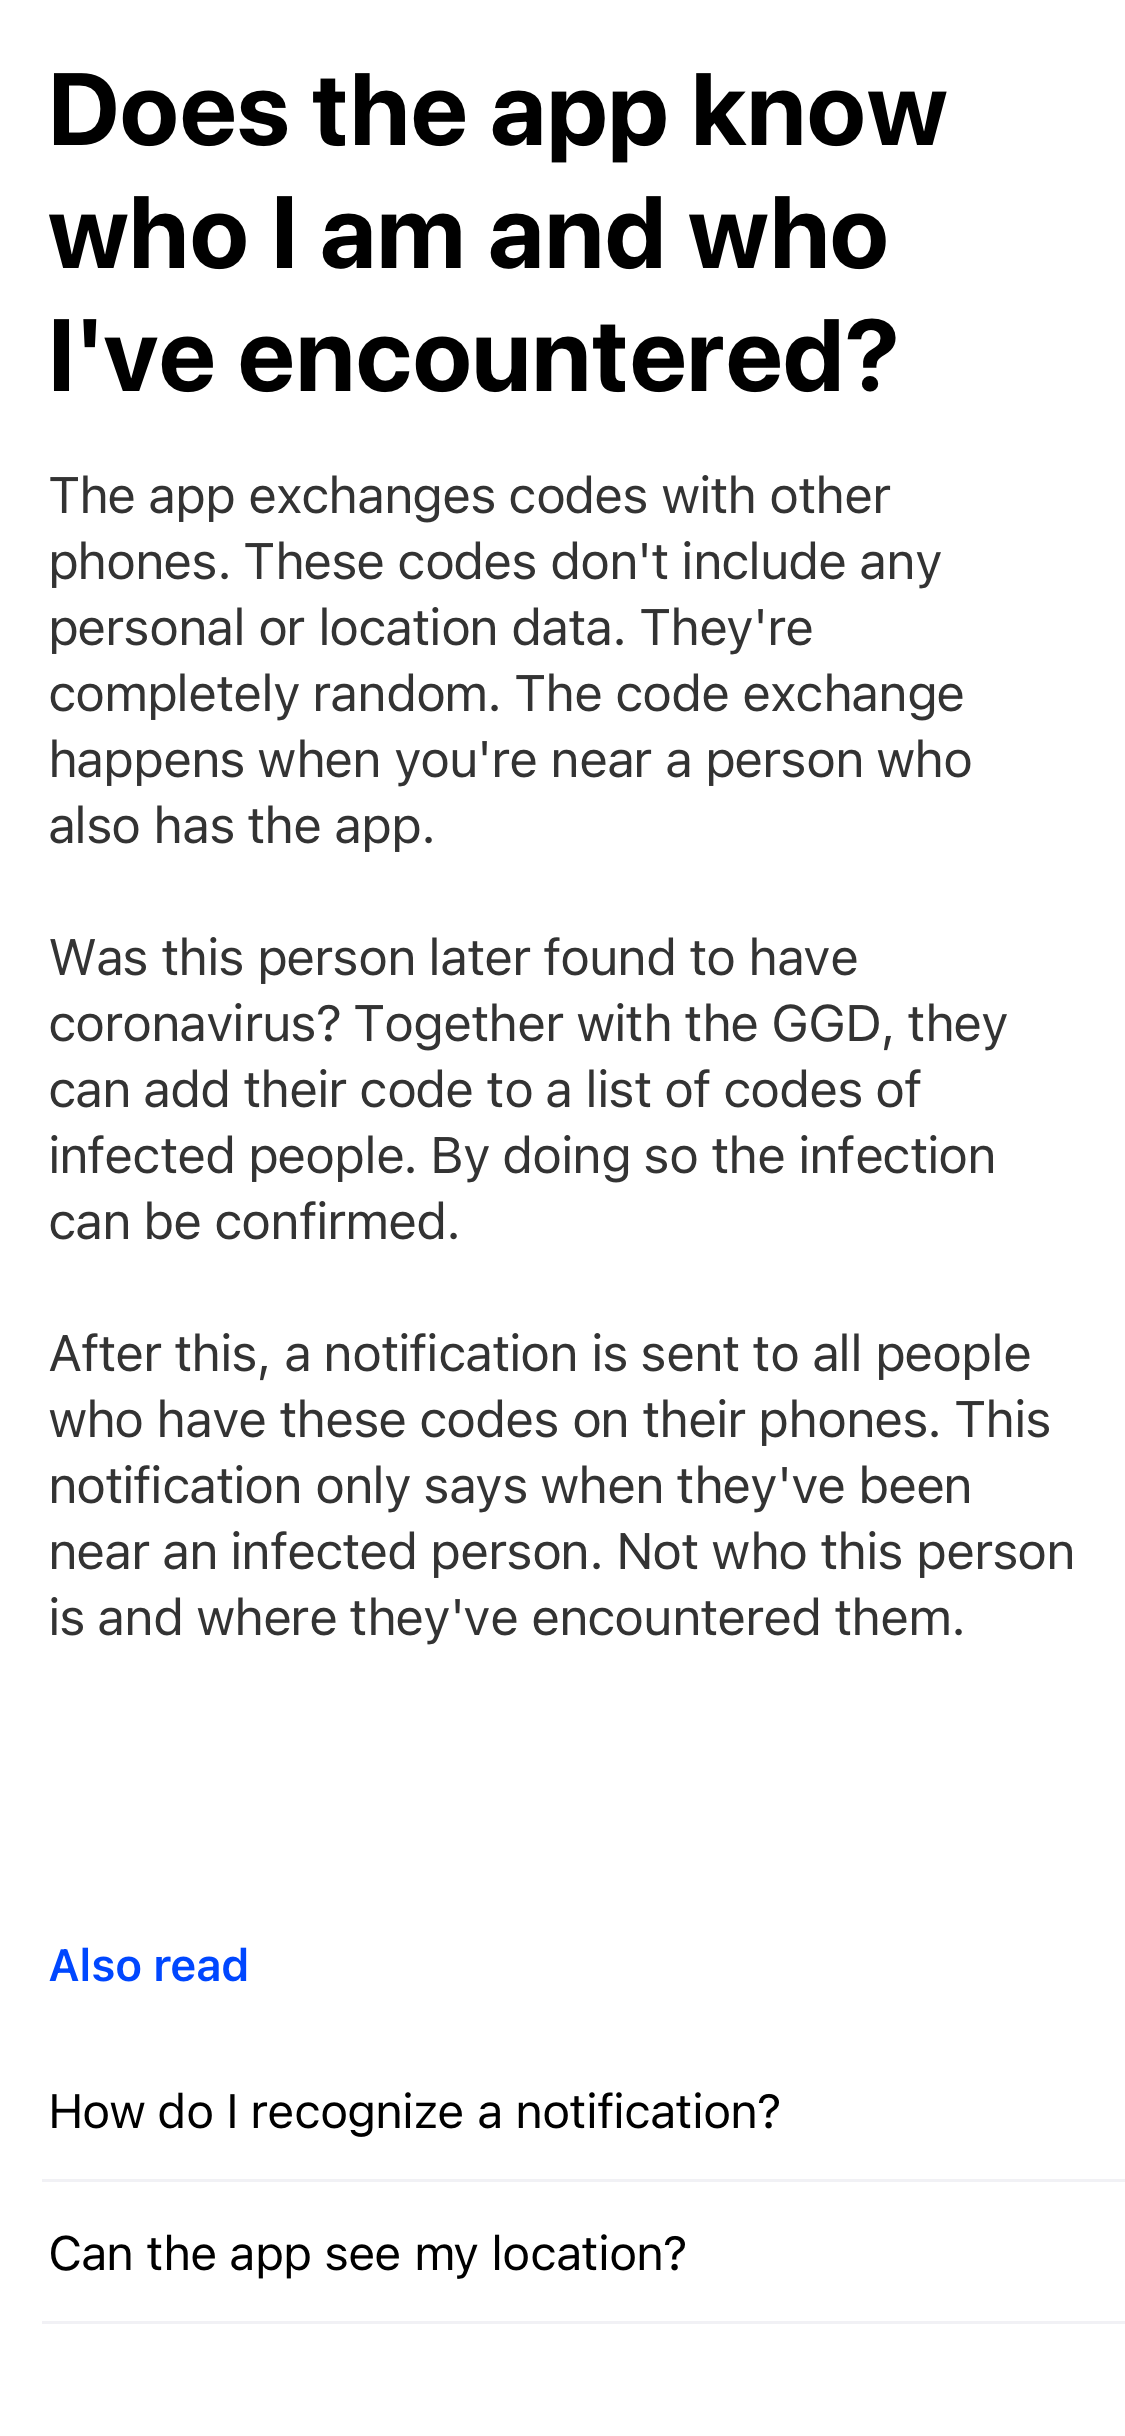 Does the app know
who I am and who
I've encountered?
The app exchanges codes with other
phones. These codes don't include any
personal or location data. They're
completely random. The code exchange
happens when you're near a person who
also has the app.
Was this person later found to have
coronavirus? Together with the GGD, they
can add their code to a list of codes of
infected people. By doing so the infection
can be confirmed.
After this, a notification is sent to all people
who have these codes on their phones. This
notification only says when they've been
near an infected person. Not who this person
is and where they've encountered them.
Also read
How do I recognize a notification?
Can the app see my location?